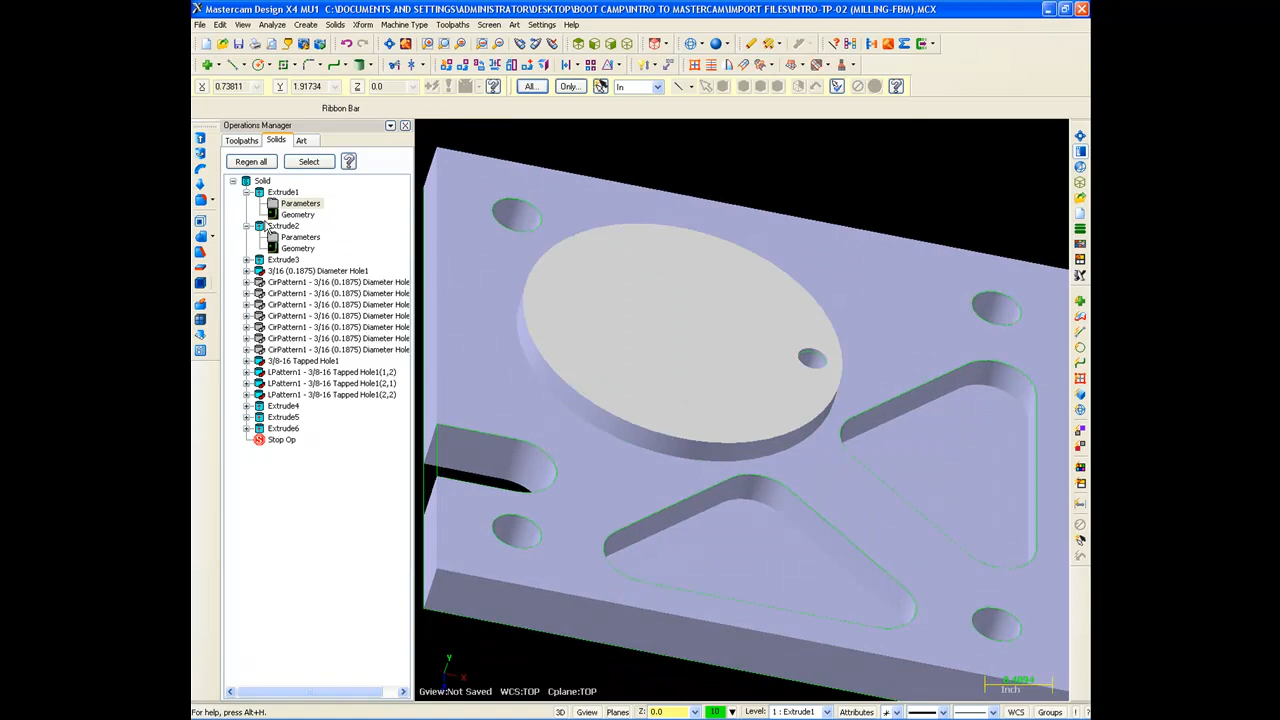 Mastercam Design X4 MU1 C:\DOCUMENTS AND SETTINGS\ADMINISTRATOR\DESKTOP\BOOT CAMP\INTRO TO MASTERCAM\IMPORT FILES\INTRO-TP-02 (MILLING-FBM).MCX
File Edit View Analyze Create Solids Xform Machine Type Toolpaths Screen Art Settings Help
X 0.73811 Y 1.91734 Z 0.0 All... Only... In
Ribbon Bar
Operations Manager
Toolpaths Solids Art
Regen all Select
Solid
Extrude1
Parameters
Geometry
Extrude2
Parameters
Geometry
Extrude3
3/16 (0.1875) Diameter Hole1
CirPattern1 - 3/16 (0.1875) Diameter Hole
CirPattern1 - 3/16 (0.1875) Diameter Hole
CirPattern1 - 3/16 (0.1875) Diameter Hole
CirPattern1 - 3/16 (0.1875) Diameter Hole
CirPattern1 - 3/16 (0.1875) Diameter Hole
CirPattern1 - 3/16 (0.1875) Diameter Hole
CirPattern1 - 3/16 (0.1875) Diameter Hole
3/8-16 Tapped Hole1
LPattern1 - 3/8-16 Tapped Hole1(1,2)
LPattern1 - 3/8-16 Tapped Hole1(2,1)
LPattern1 - 3/8-16 Tapped Hole1(2,2)
Extrude4
Extrude5
Extrude6
Stop Op
Y
X
Inch
Gview:Not Saved WCS:TOP Cplane:TOP
For help, press Alt+H. 3D Gview Planes Z: 0.0 10 Level: 1 : Extrude1 Attributes WCS Groups ! ?